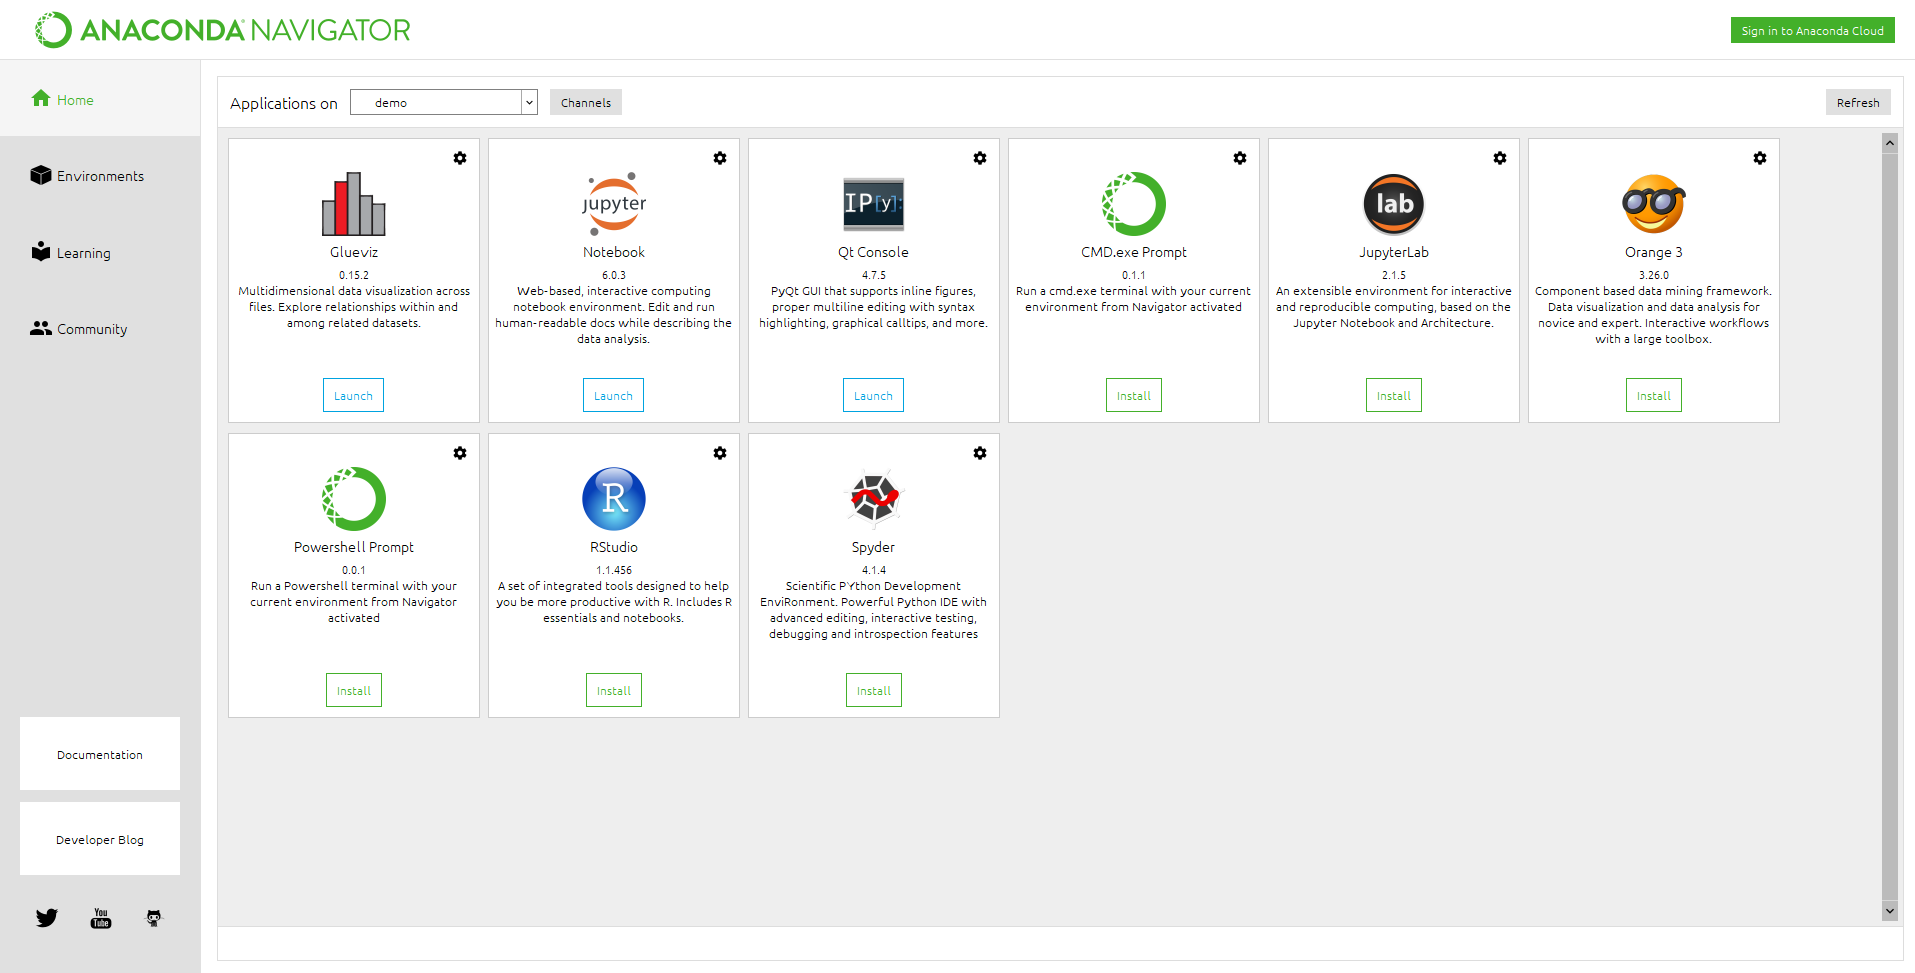 ANACONDA NAVIGATOR
Sign in to Anaconda Cloud
Home
Environments
Learning
Community
Documentation
Developer Blog
You
Tube
Applications on
demo
Channels
Refresh
Glueviz
0.15.2
Multidimensional data visualization across
files. Explore relationships within and
among related datasets.
Launch
jupyter
Notebook
6.0.3
Web-based, interactive computing
notebook environment. Edit and run
human-readable docs while describing the
data analysis.
Launch
IP[y]:
Qt Console
4.7.5
PyQt GUI that supports inline figures,
proper multiline editing with syntax
highlighting, graphical calltips, and more.
Launch
CMD.exe Prompt
0.1.1
Run a cmd.exe terminal with your current
environment from Navigator activated
Install
lab
JupyterLab
2.1.5
An extensible environment for interactive
and reproducible computing, based on the
Jupyter Notebook and Architecture.
Install
Orange 3
3.26.0
Component based data mining framework.
Data visualization and data analysis for
novice and expert. Interactive workflows
with a large toolbox.
Install
Powershell Prompt
0.0.1
Run a Powershell terminal with your
current environment from Navigator
activated
Install
R
RStudio
1.1.456
A set of integrated tools designed to help
you be more productive with R. Includes R
essentials and notebooks.
Install
Spyder
4.1.4
Scientific PYthon Development
EnviRonment. Powerful Python IDE with
advanced editing, interactive testing,
debugging and introspection features
Install